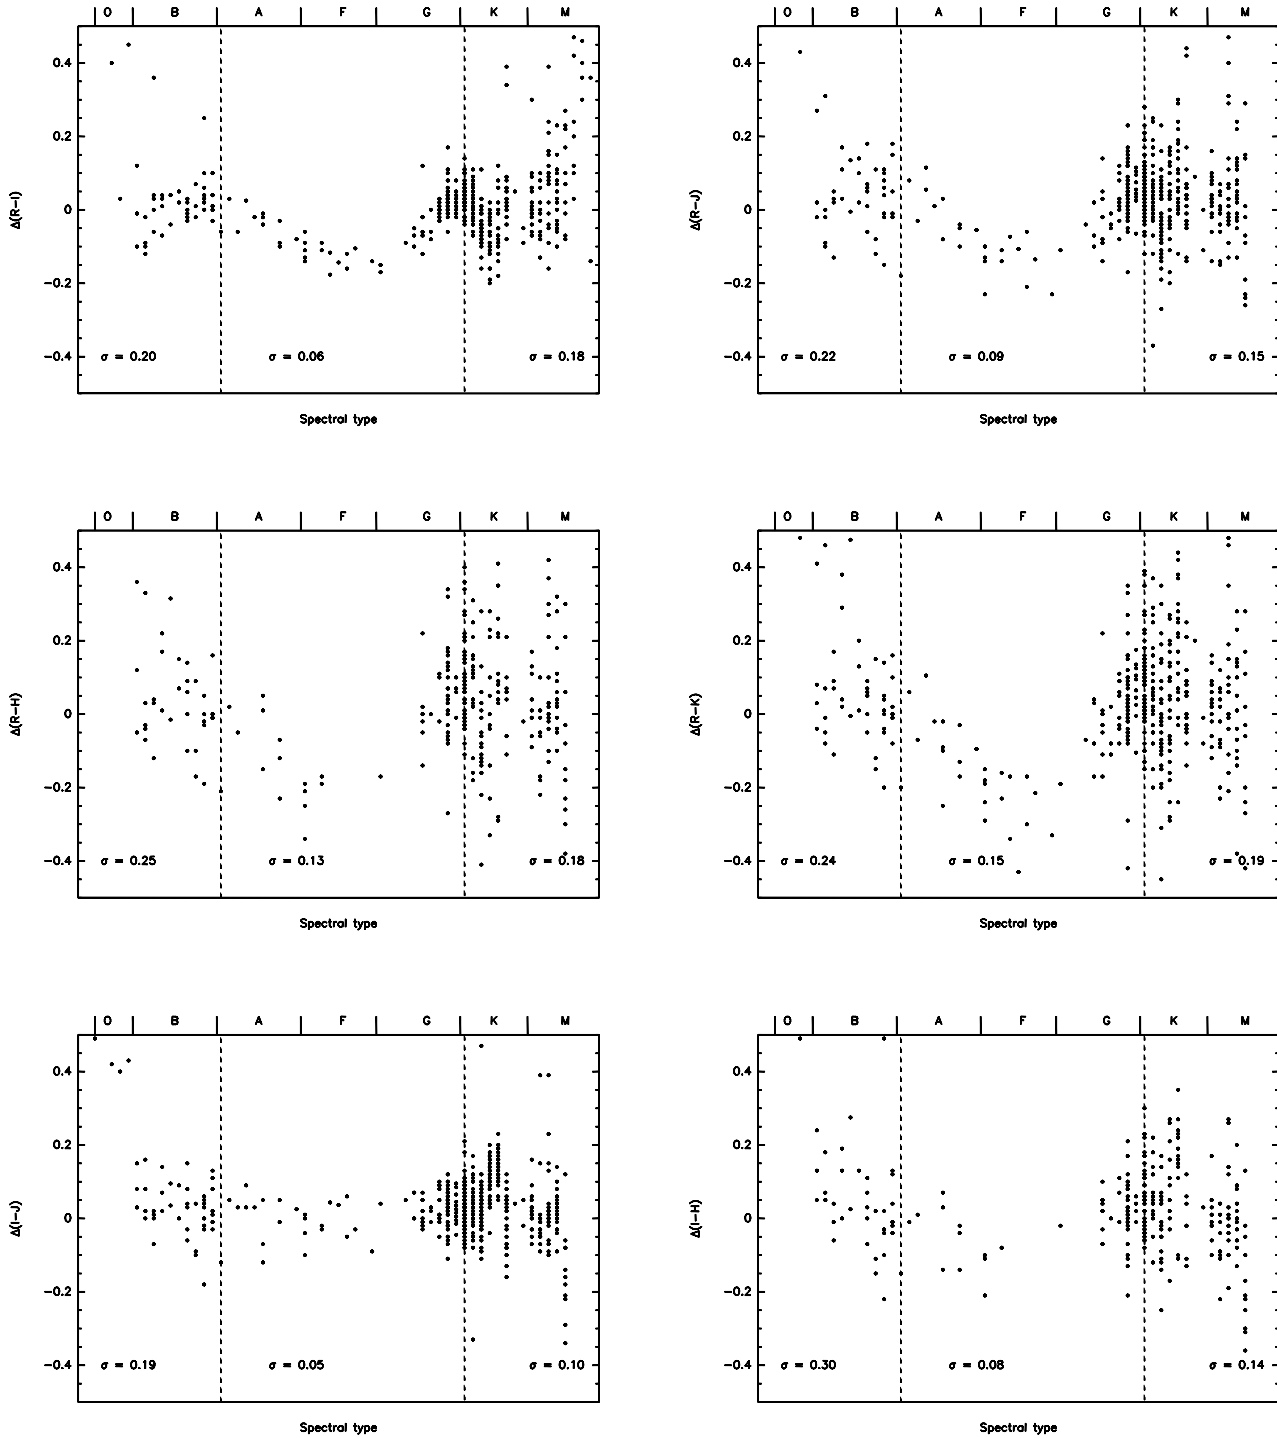 O B A F G K M
Δ(R−I)
0.4
0.2
0
−0.2
−0.4
σ = 0.20 σ = 0.06 σ = 0.18
Spectral type
O B A F G K M
Δ(R−J)
0.4
0.2
0
−0.2
−0.4
σ = 0.22 σ = 0.09 σ = 0.15
Spectral type
O B A F G K M
Δ(R−H)
0.4
0.2
0
−0.2
−0.4
σ = 0.25 σ = 0.13 σ = 0.18
Spectral type
O B A F G K M
Δ(R−K)
0.4
0.2
0
−0.2
−0.4
σ = 0.24 σ = 0.15 σ = 0.19
Spectral type
O B A F G K M
Δ(I−J)
0.4
0.2
0
−0.2
−0.4
σ = 0.19 σ = 0.05 σ = 0.10
Spectral type
O B A F G K M
Δ(I−H)
0.4
0.2
0
−0.2
−0.4
σ = 0.30 σ = 0.08 σ = 0.14
Spectral type